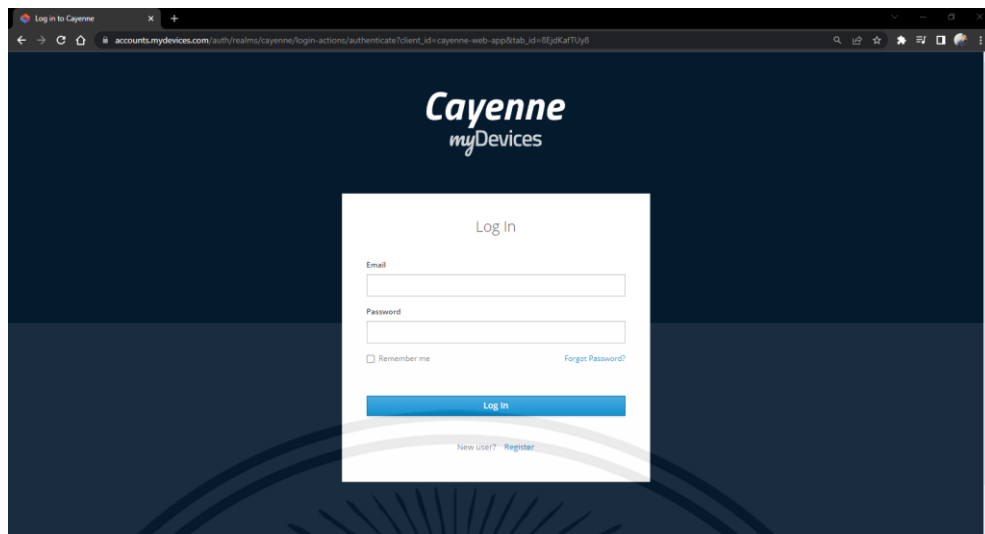 Log in to Cayenne
accounts.mydevices.com/auth/realms/cayenne/login-actions/authenticate?client_id=cayenne-web-app&tab_id=8EjdKafTUy8
Cayenne
myDevices
Log In
Email
Password
Remember me
Forgot Password?
Log In
New user? Register